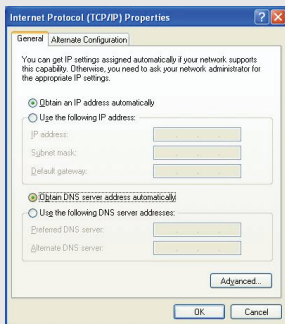 Internet Protocol (TCP/IP) Properties
General Alternate Configuration
You can get IP settings assigned automatically if your network supports
this capability. Otherwise, you need to ask your network administrator for
the appropriate IP settings.
Obtain an IP address automatically
Use the following IP address:
IP address:
Subnet mask:
Default gateway:
Obtain DNS server address automatically
Use the following DNS server addresses:
Preferred DNS server:
Alternate DNS server:
Advanced...
OK Cancel